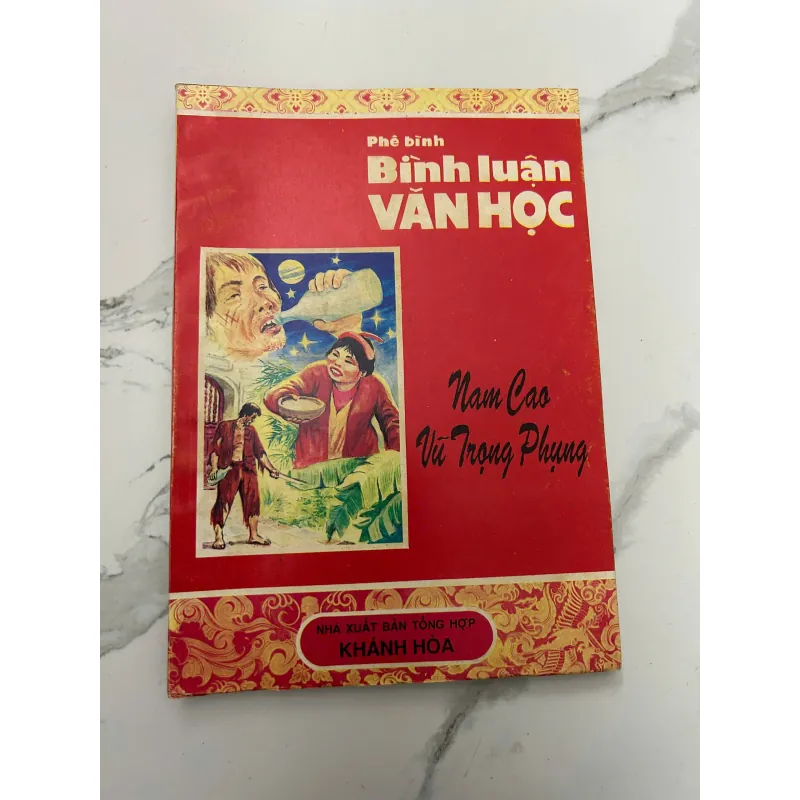 Phê bình
Bình luận
VĂN HỌC
Nam Cao
Vũ Trọng Phụng
NHÀ XUẤT BẢN TỔNG HỢP
KHÁNH HÒA